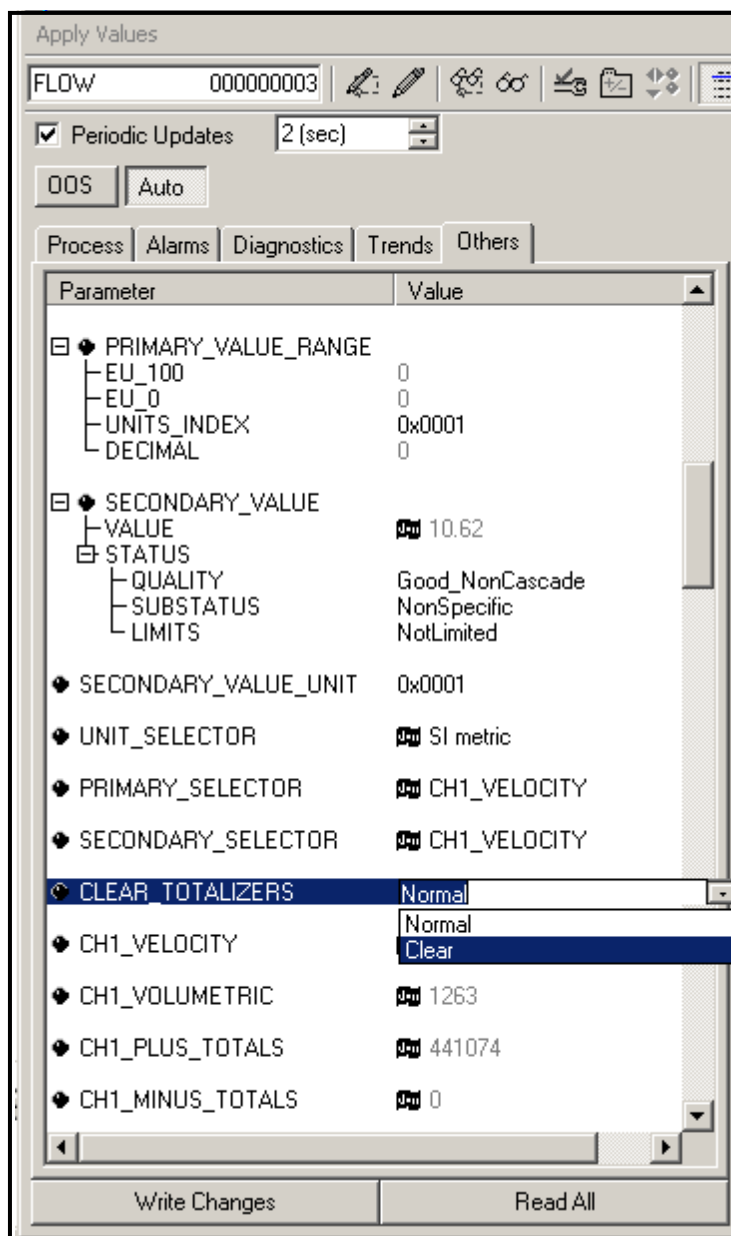 Apply Values
FLOW 000000003
Periodic Updates 2 (sec)
OOS Auto
Process Alarms Diagnostics Trends Others
Parameter Value
PRIMARY_VALUE_RANGE
EU_100 0
EU_0 0
UNITS_INDEX 0x0001
DECIMAL 0
SECONDARY_VALUE
VALUE 10.62
STATUS
QUALITY Good_NonCascade
SUBSTATUS NonSpecific
LIMITS NotLimited
SECONDARY_VALUE_UNIT 0x0001
UNIT_SELECTOR SI metric
PRIMARY_SELECTOR CH1_VELOCITY
SECONDARY_SELECTOR CH1_VELOCITY
CLEAR_TOTALIZERS Normal
Normal
CH1_VELOCITY Clear
CH1_VOLUMETRIC 1263
CH1_PLUS_TOTALS 441074
CH1_MINUS_TOTALS 0
Write Changes Read All